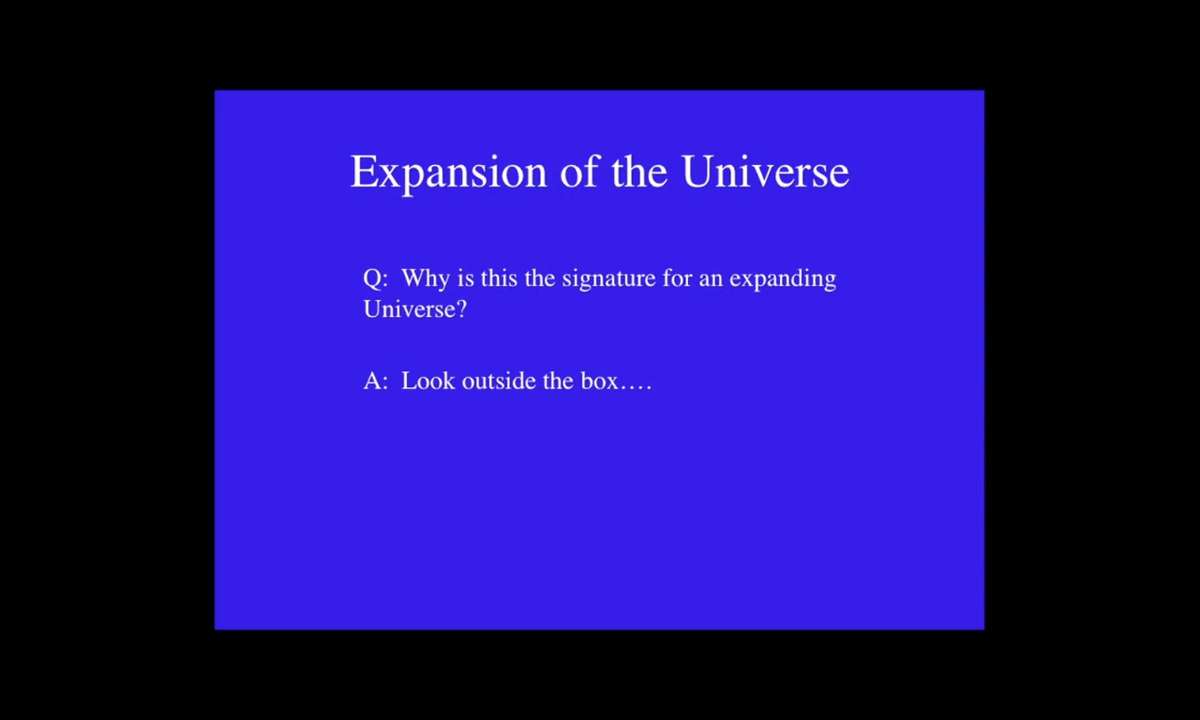 Expansion of the Universe
Q:  Why is this the signature for an expanding
Universe?
A:  Look outside the box….